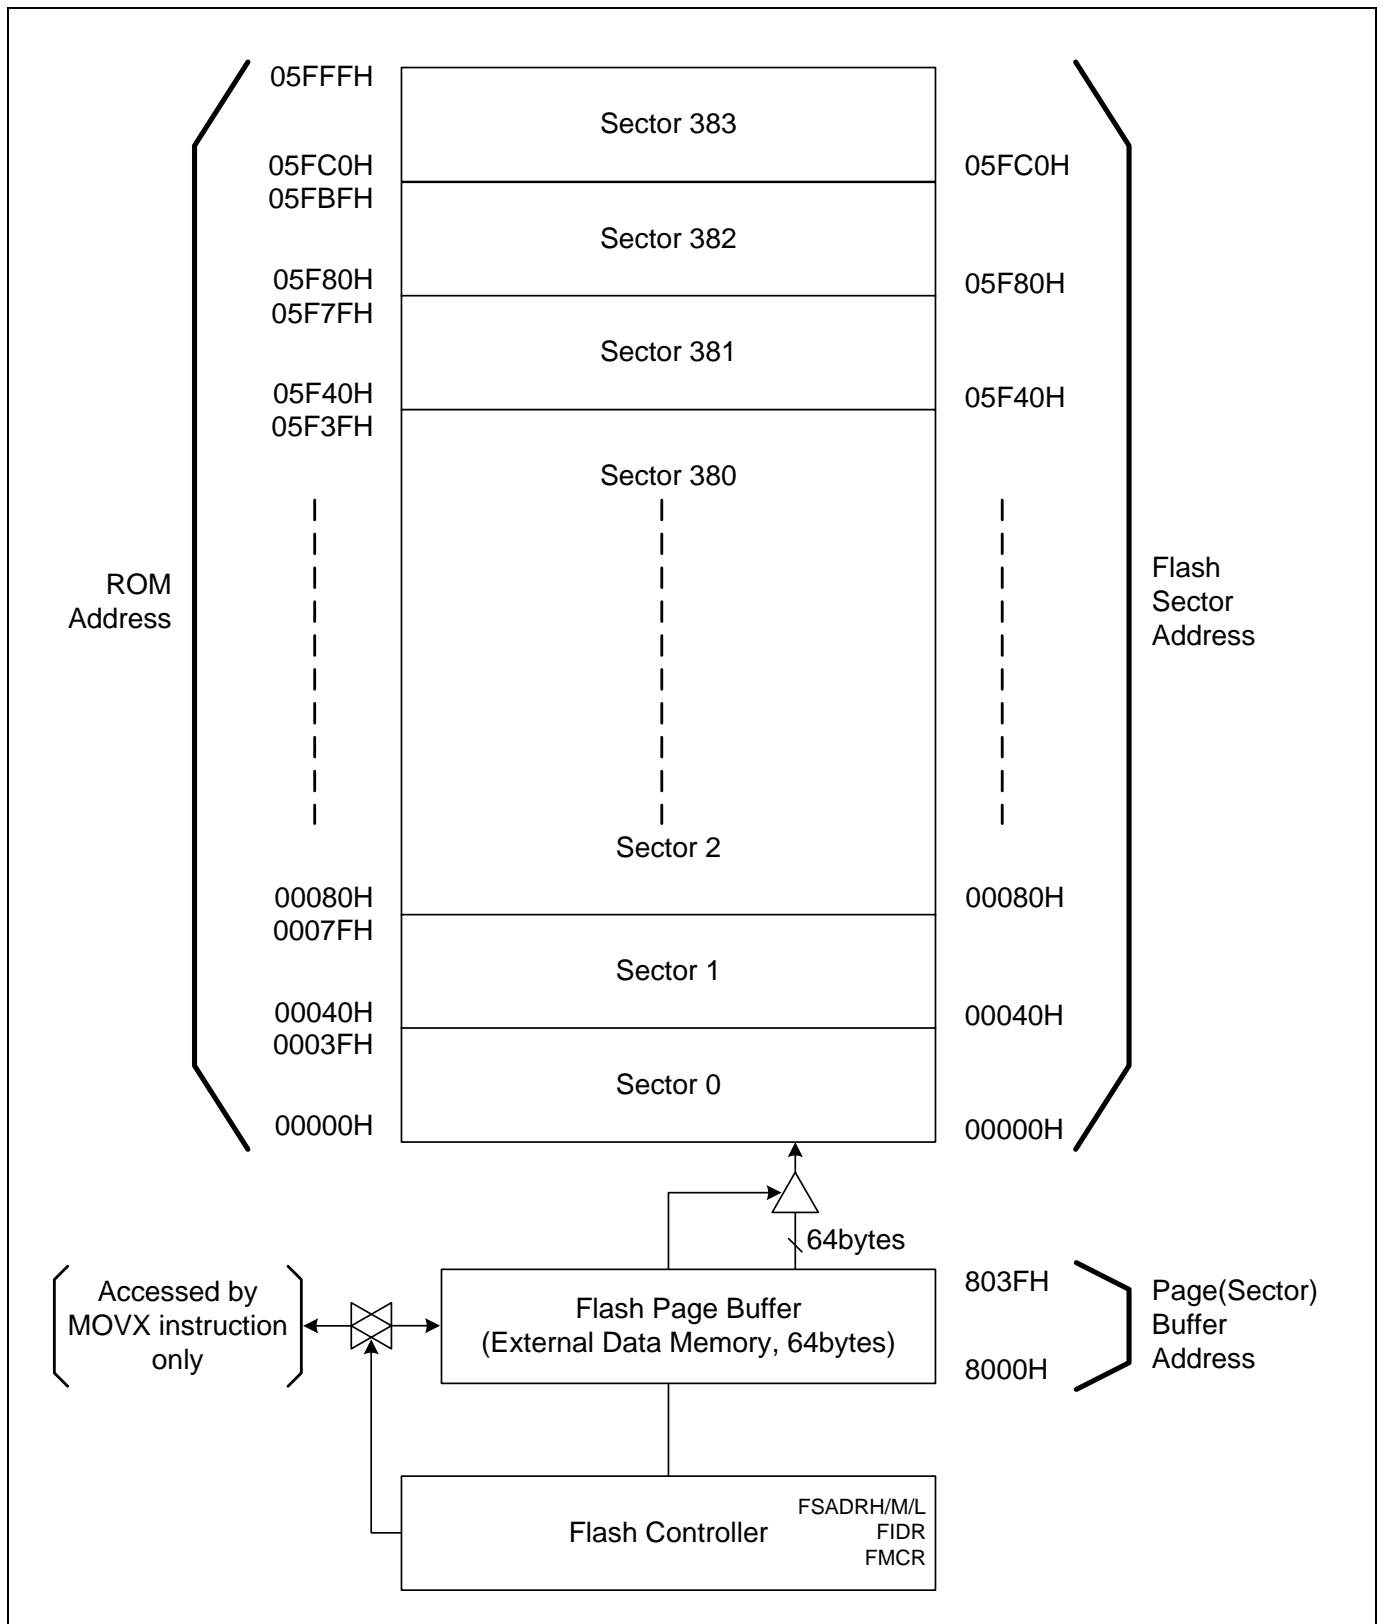 05FFFH
Sector 383
05FC0H
05FC0H
05FBFH
Sector 382
05F80H
05F80H
05F7FH
Sector 381
05F40H
05F40H
05F3FH
Sector 380
ROM
Address
Flash
Sector
Address
Sector 2
00080H
00080H
0007FH
Sector 1
00040H
00040H
0003FH
Sector 0
00000H
00000H
64bytes
Accessed by
MOVX instruction
only
Flash Page Buffer
(External Data Memory, 64bytes)
803FH
8000H
Page(Sector)
Buffer
Address
Flash Controller
FSADRH/M/L
FIDR
FMCR